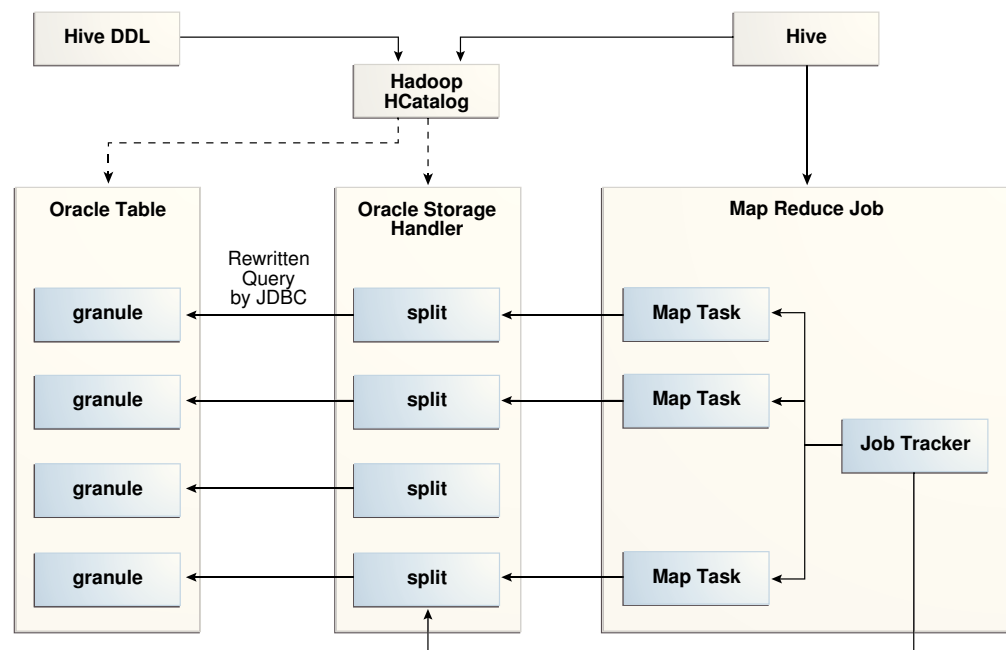 Hive DDL
Hive
Hadoop
HCatalog
Oracle Table
Oracle Storage
Handler
Map Reduce Job
Rewritten
Query
by JDBC
granule
split
Map Task
granule
split
Map Task
Job Tracker
granule
split
granule
split
Map Task